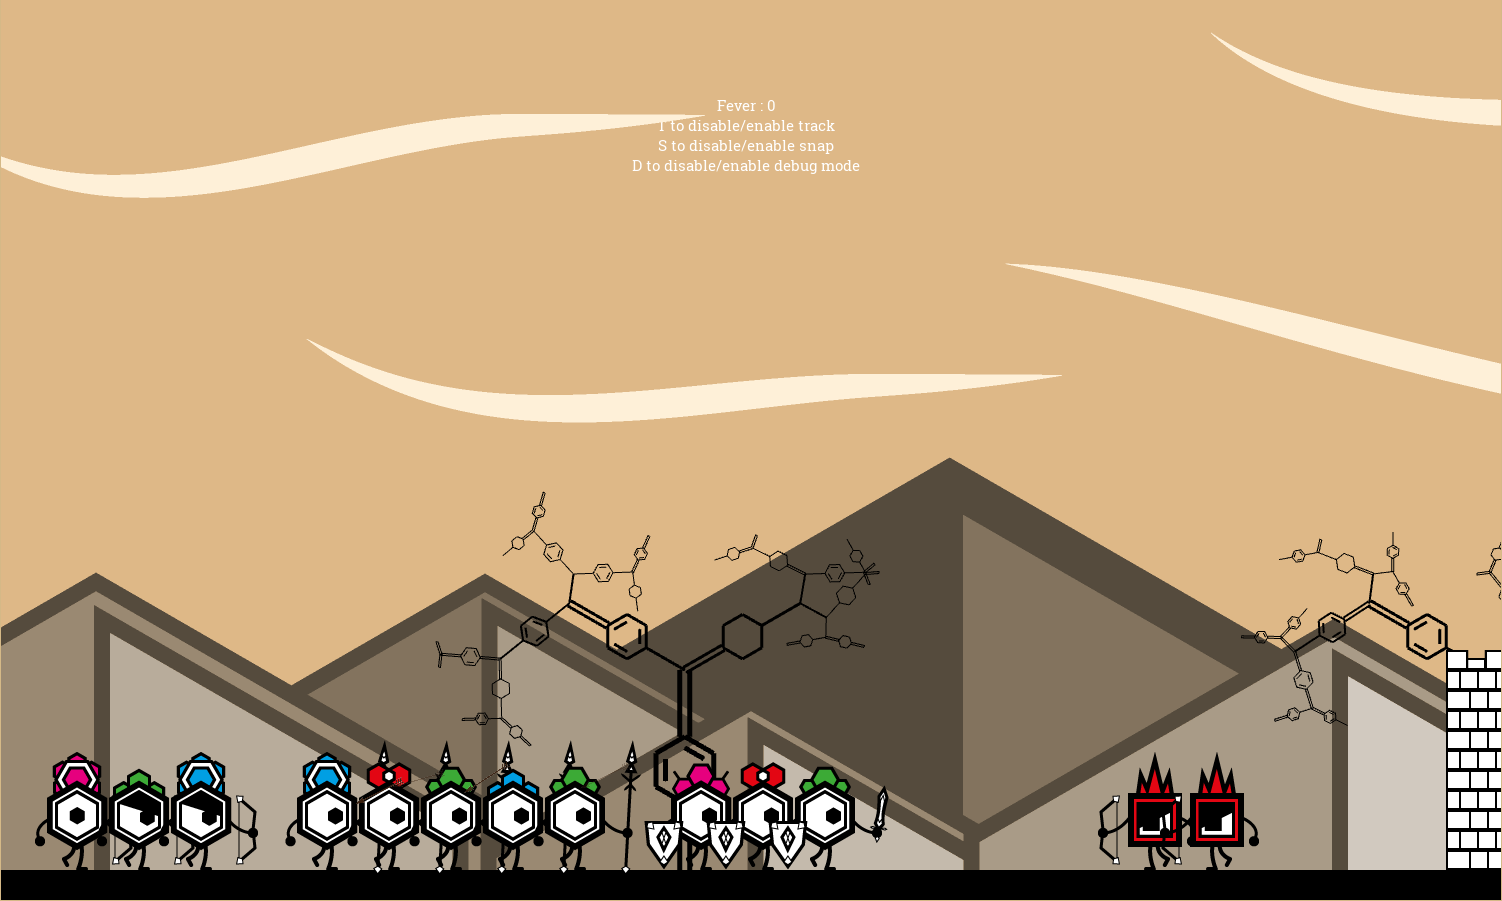 Fever : 0
T to disable/enable track
S to disable/enable snap
D to disable/enable debug mode